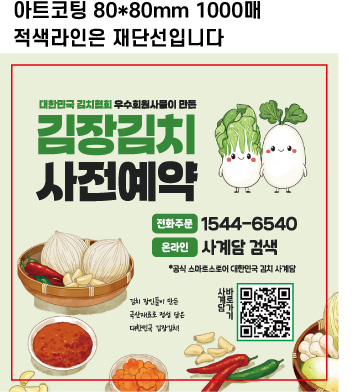 아트코팅 80*80mm 1000매
적색라인은 재단선입니다
대한민국 김치협회 우수회원사들이 만든
김장김치
사전예약
전화주문 1544-6540
온라인 사계담 검색
*공식 스마트스토어 대한민국 김치 사계담
김치 장인들이 만든
국산재료로 정성 담은
대한민국 김장김치!
사계담
바로가기